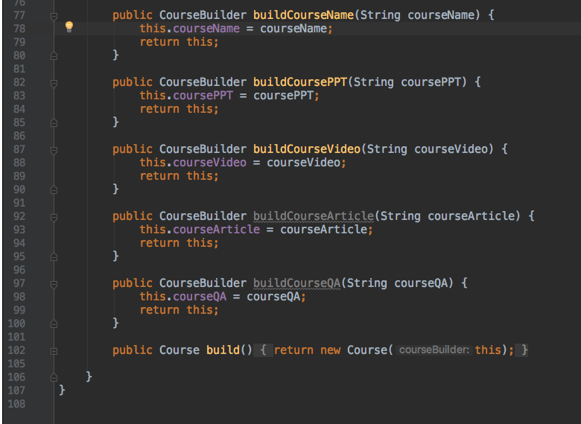 76
77 public CourseBuilder buildCourseName(String courseName) {
78 this.courseName = courseName;
79 return this;
80 }
81
82 public CourseBuilder buildCoursePPT(String coursePPT) {
83 this.coursePPT = coursePPT;
84 return this;
85 }
86
87 public CourseBuilder buildCourseVideo(String courseVideo) {
88 this.courseVideo = courseVideo;
89 return this;
90 }
91
92 public CourseBuilder buildCourseArticle(String courseArticle) {
93 this.courseArticle = courseArticle;
94 return this;
95 }
96
97 public CourseBuilder buildCourseQA(String courseQA) {
98 this.courseQA = courseQA;
99 return this;
100 }
101
102 public Course build() { return new Course( courseBuilder: this); }
105
106 }
107 }
108